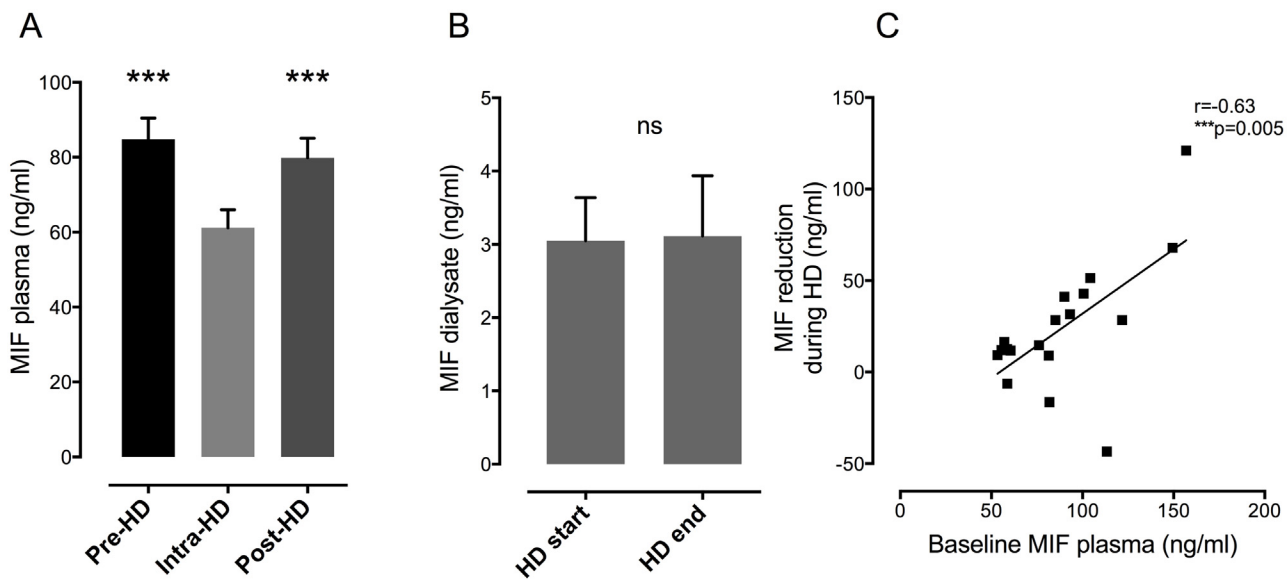 A
MIF plasma (ng/ml)
100
80
60
40
20
0
***
***
Pre-HD
Intra-HD
Post-HD
B
MIF dialysate (ng/ml)
5
4
3
2
1
0
ns
HD start
HD end
C
MIF reduction
during HD (ng/ml)
150
100
50
0
-50
r=-0.63
***p=0.005
0
50
100
150
200
Baseline MIF plasma (ng/ml)